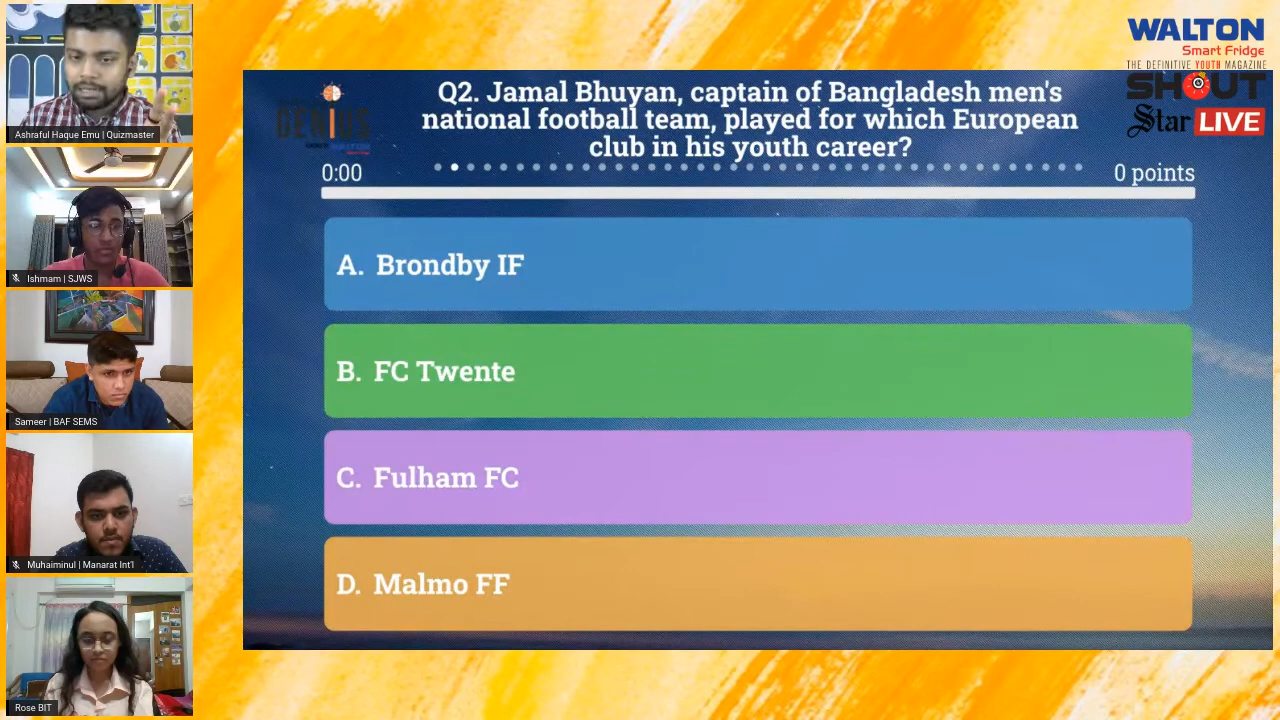 Ashraful Haque Emu | Quizmaster
Ishmam | SJWS
Sameer | BAF SEMS
Muhaiminul | Manarat Int'l
Rose BIT
WALTON
Smart Fridge
THE DEFINITIVE YOUTH MAGAZINE
SHOUT
Star LIVE
DENIUS
Q2. Jamal Bhuyan, captain of Bangladesh men's
national football team, played for which European
club in his youth career?
0:00
0 points
A. Brondby IF
B. FC Twente
C. Fulham FC
D. Malmo FF